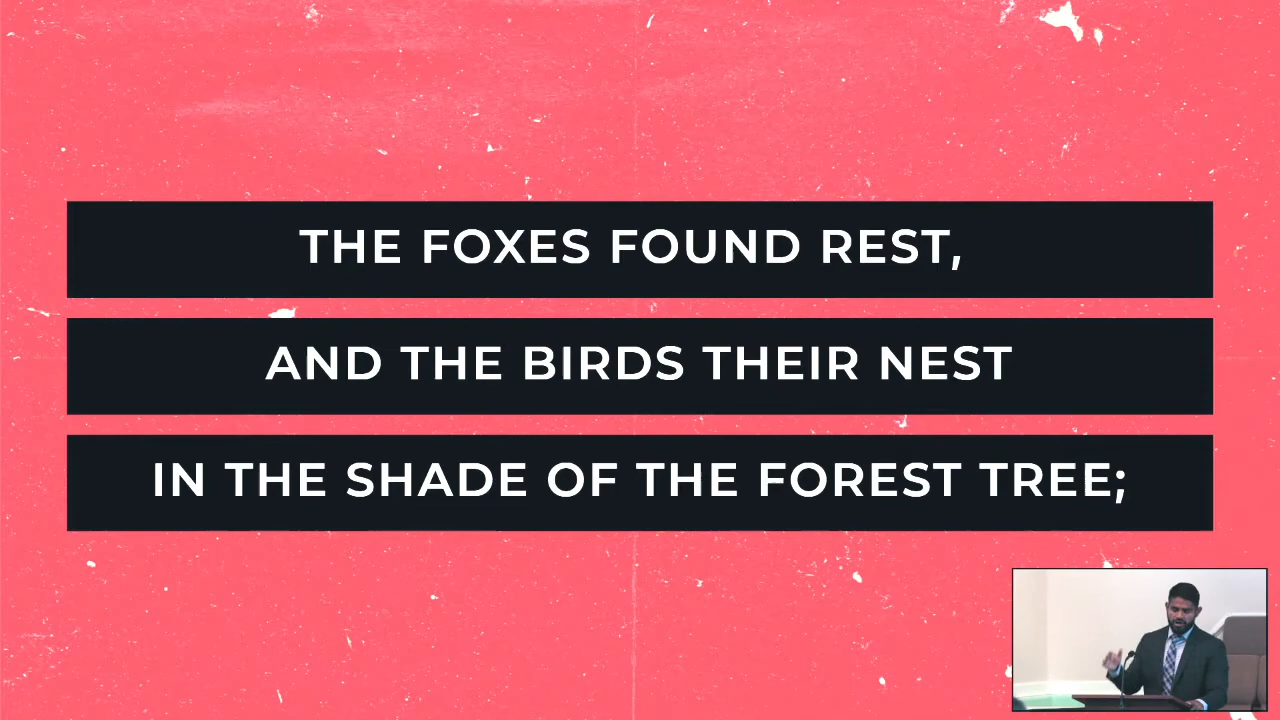 THE FOXES FOUND REST,
AND THE BIRDS THEIR NEST
IN THE SHADE OF THE FOREST TREE;